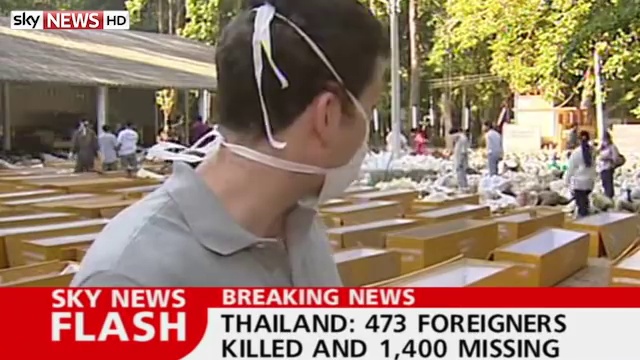 sky NEWS HD
SKY NEWS
FLASH
BREAKING NEWS
THAILAND: 473 FOREIGNERS
KILLED AND 1,400 MISSING